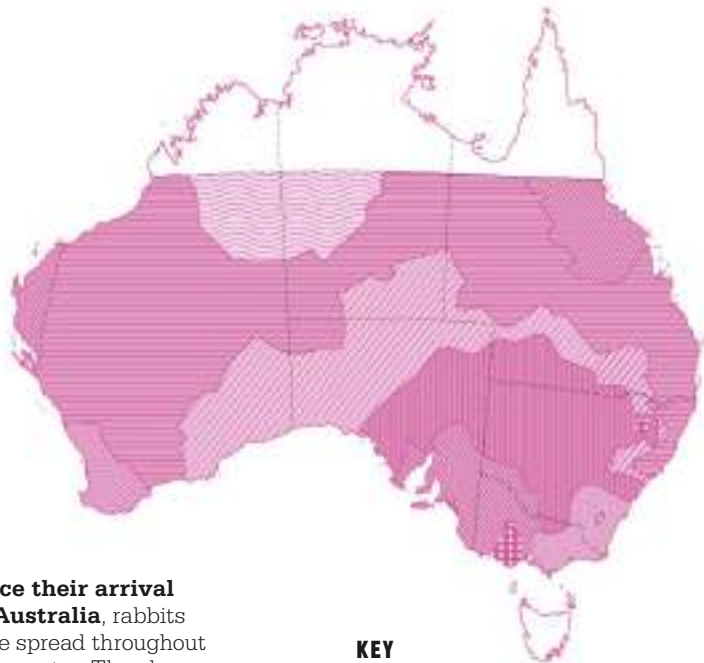 ce their arrival
Australia, rabbits
e spread throughout
KEY